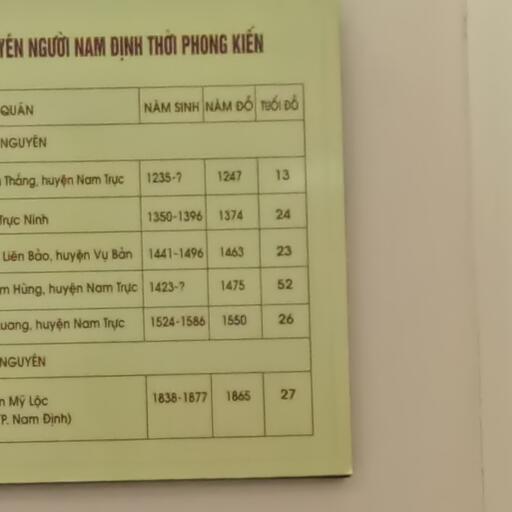 YÊN NGƯỜI NAM ĐỊNH THỜI PHONG KIẾN
QUÁN NĂM SINH NĂM ĐỖ TUỔI ĐỖ
NGUYÊN
Thắng, huyện Nam Trực 1235-? 1247 13
Trực Ninh 1350-1396 1374 24
Liên Bảo, huyện Vụ Bản 1441-1496 1463 23
m Hùng, huyện Nam Trực 1423-? 1475 52
uang, huyện Nam Trực 1524-1586 1550 26
NGUYÊN
n Mỹ Lộc 1838-1877 1865 27
TP. Nam Định)